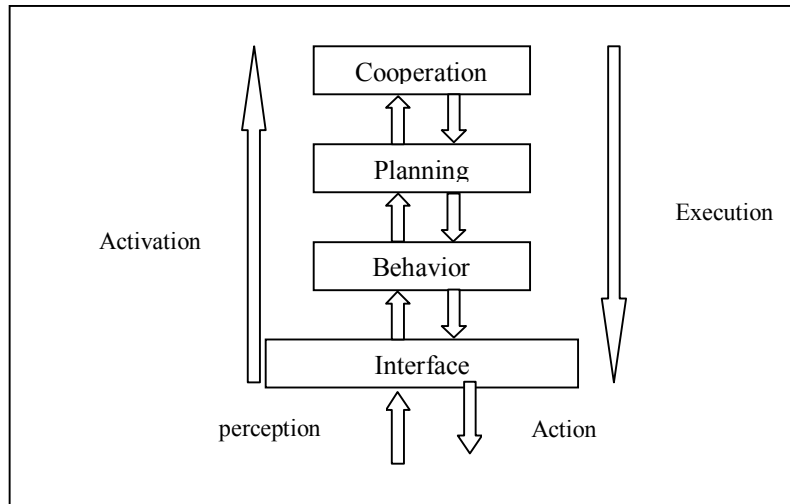 Cooperation
Planning
Activation
Execution
Behavior
Interface
perception
Action